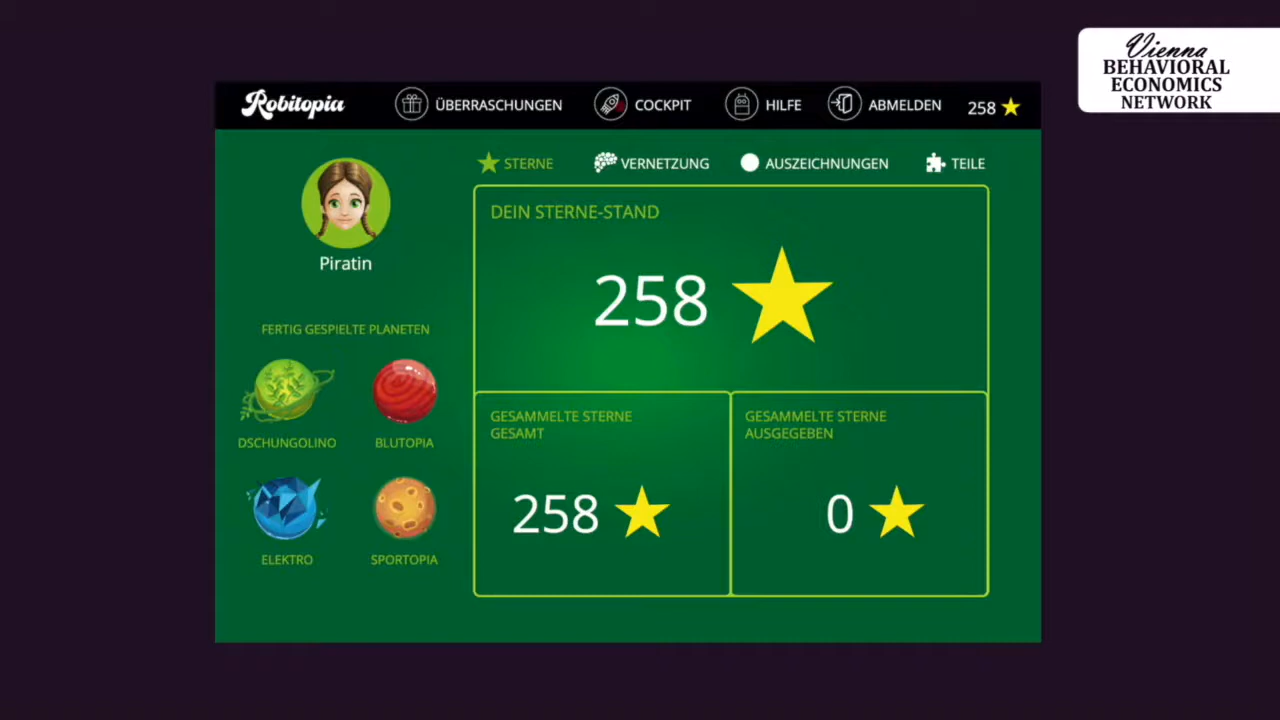 Vienna
BEHAVIORAL
ECONOMICS
NETWORK
Robitopia
ÜBERRASCHUNGEN
COCKPIT
HILFE
ABMELDEN
258
STERNE
VERNETZUNG
AUSZEICHNUNGEN
TEILE
Piratin
DEIN STERNE-STAND
258
FERTIG GESPIELTE PLANETEN
DSCHUNGOLINO
BLUTOPIA
ELEKTRO
SPORTOPIA
GESAMMELTE STERNE
GESAMT
258
GESAMMELTE STERNE
AUSGEGEBEN
0